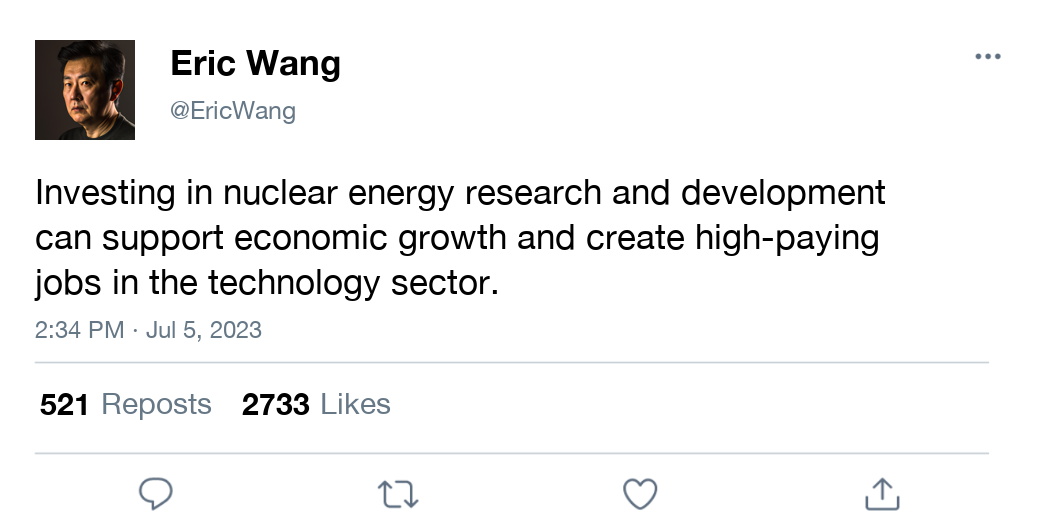 Eric Wang
@EricWang
Investing in nuclear energy research and development
can support economic growth and create high-paying
jobs in the technology sector.
2:34 PM · Jul 5, 2023
521 Reposts 2733 Likes